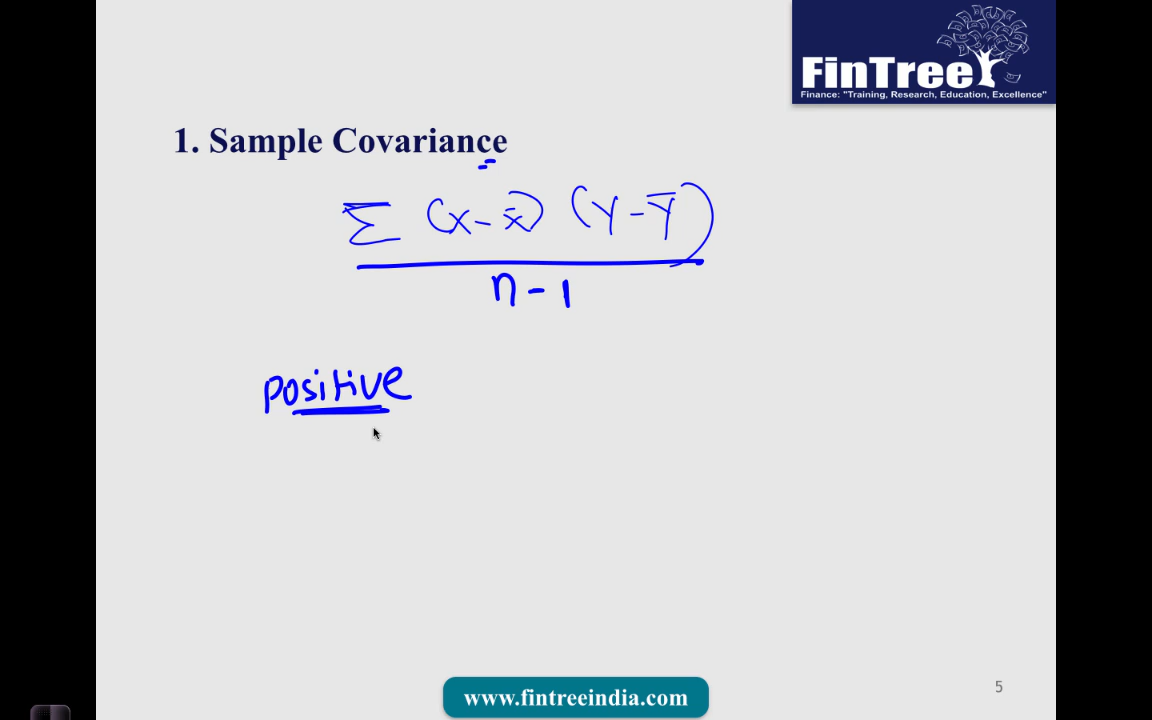 FinTree
Finance: "Training, Research, Education, Excellence"
1. Sample Covariance
Σ (x - x̄) (y - ȳ)
n - 1
positive
5
www.fintreeindia.com